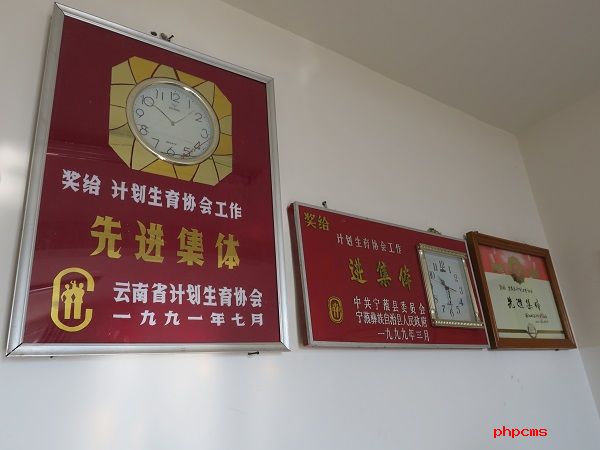 奖给 计划生育协会工作
先进集体
云南省计划生育协会
一九九一年七月
奖给
计划生育协会工作
进集体
中共宁蒗县委员会
宁蒗彝族自治县人民政府
一九九九年三月
先进集体
phpcms